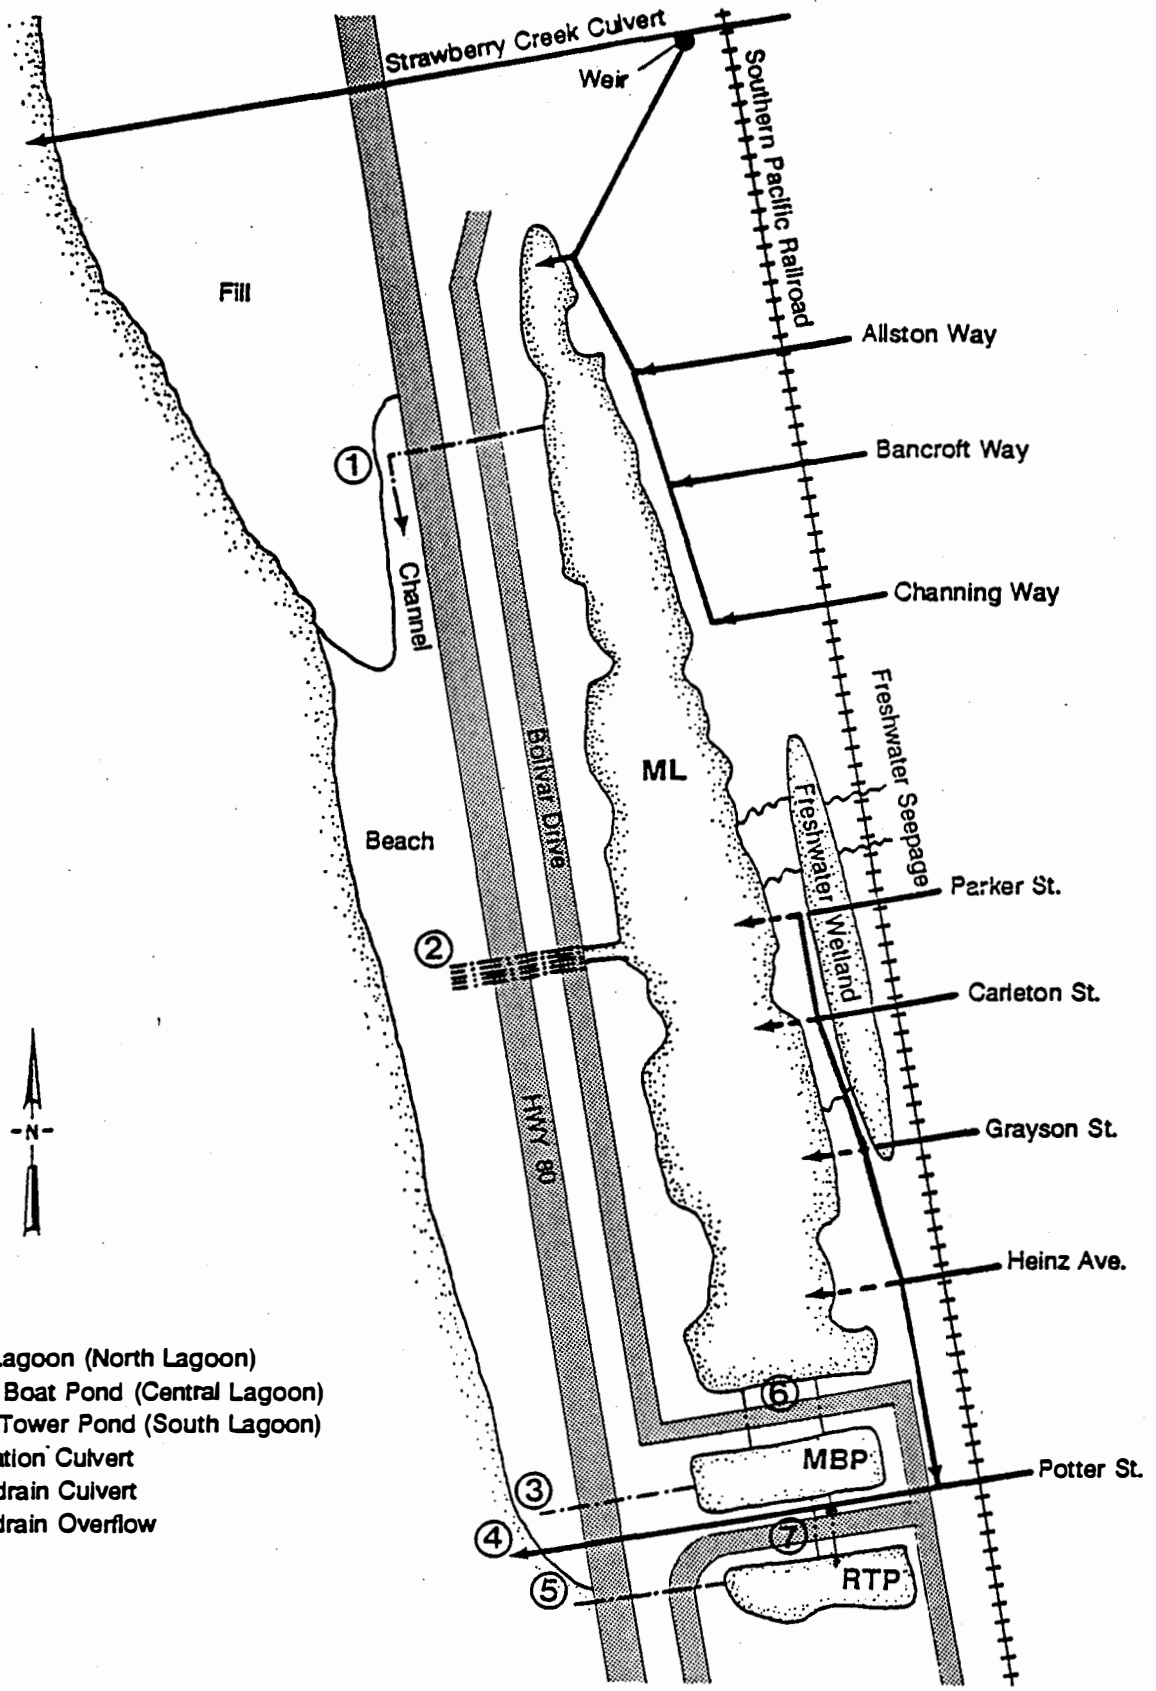 Strawberry Creek Culvert
Weir
Southern Pacific Railroad
Fill
Allston Way
Bancroft Way
1
Channel
Channing Way
Freshwater Seepage
Bolivar Drive
ML
Freshwater Wetland
Beach
Parker St.
2
Carleton St.
HWY 80
-N-
Grayson St.
Heinz Ave.
Lagoon (North Lagoon)
6
Boat Pond (Central Lagoon)
Tower Pond (South Lagoon)
ation Culvert
MBP
Potter St.
drain Culvert
3
drain Overflow
4
7
5
RTP